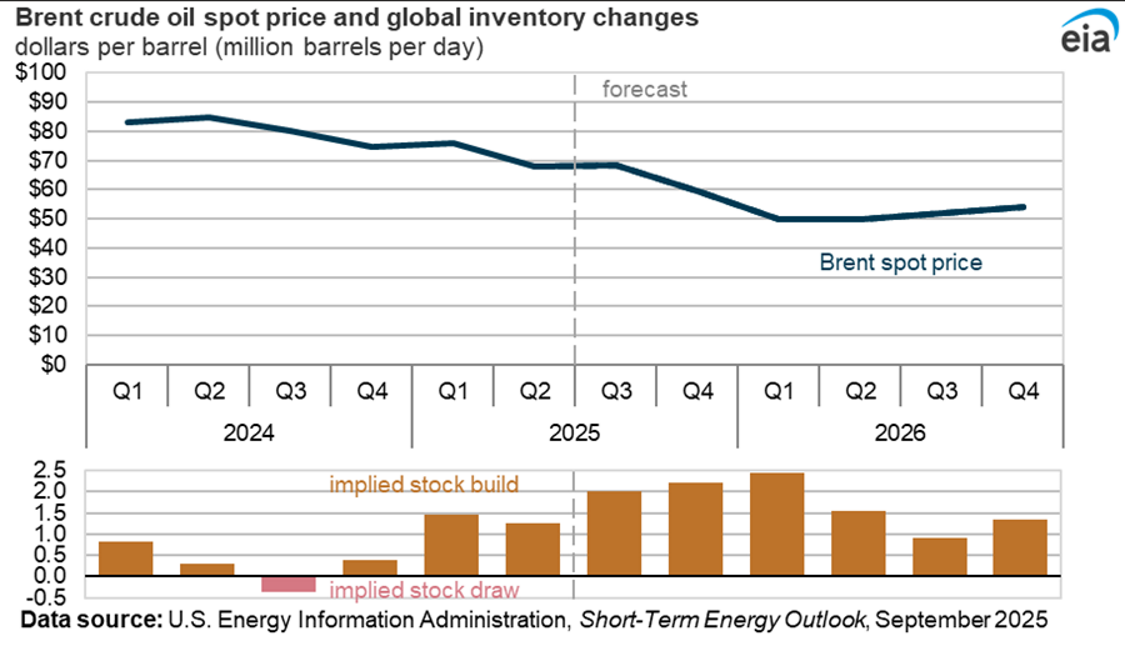 Brent crude oil spot price and global inventory changes
dollars per barrel (million barrels per day)
eia
$100
$90
$80
$70
$60
$50
$40
$30
$20
$10
$0
forecast
Brent spot price
Q1 Q2 Q3 Q4 Q1 Q2 Q3 Q4 Q1 Q2 Q3 Q4
2024 2025 2026
2.5
2.0
1.5
1.0
0.5
0.0
-0.5
implied stock build
implied stock draw
Data source: U.S. Energy Information Administration, Short-Term Energy Outlook, September 2025